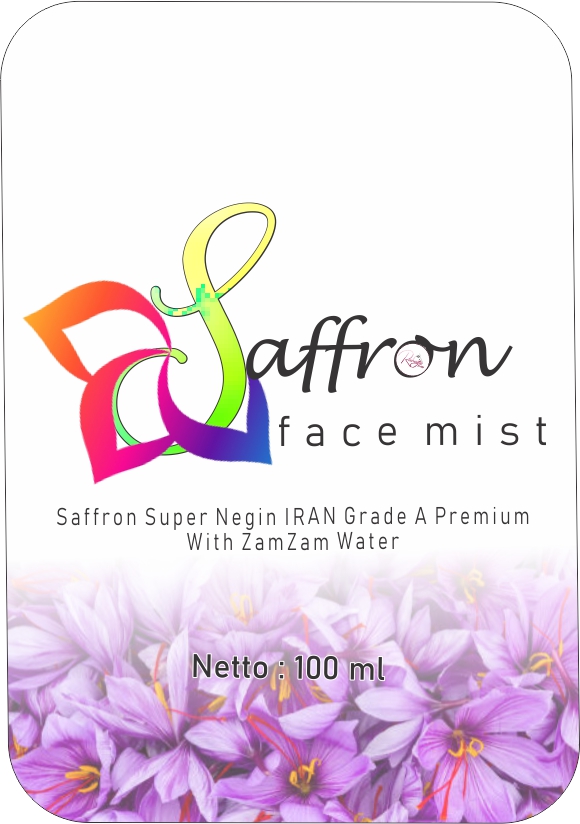 Saffron
face mist
Saffron Super Negin IRAN Grade A Premium
With ZamZam Water
Netto : 100 ml